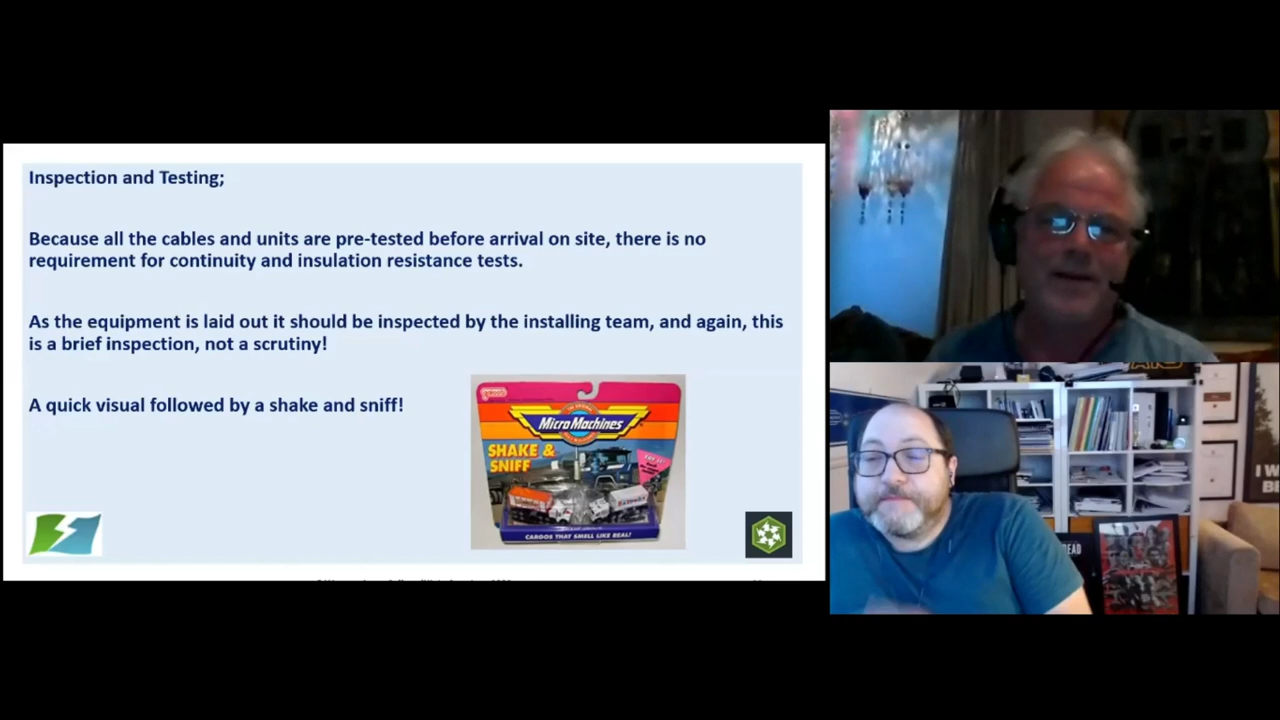 Inspection and Testing;
Because all the cables and units are pre-tested before arrival on site, there is no
requirement for continuity and insulation resistance tests.
As the equipment is laid out it should be inspected by the installing team, and again, this
is a brief inspection, not a scrutiny!
A quick visual followed by a shake and sniff!
MicroMachines
SHAKE &
SNIFF
CARGOS THAT SMELL LIKE REAL!